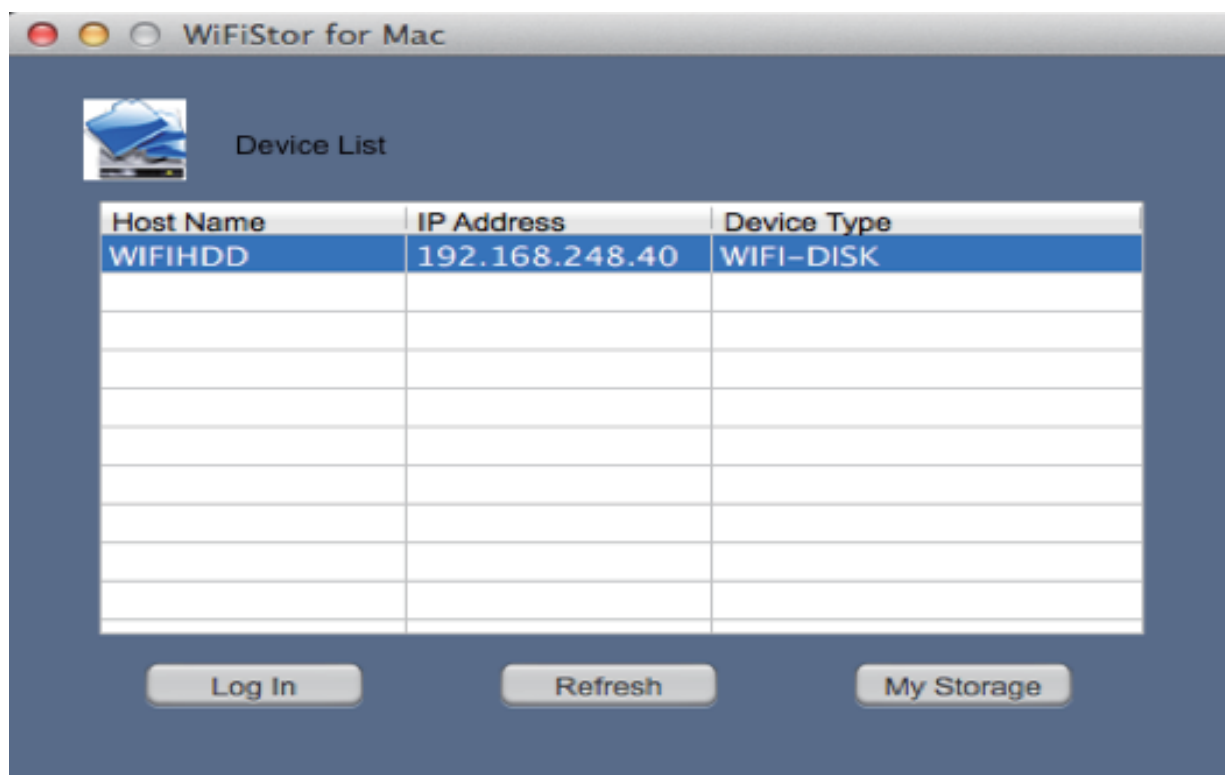 WiFiStor for Mac
Device List
Host Name IP Address Device Type
WIFIHDD 192.168.248.40 WIFI-DISK
Log In Refresh My Storage